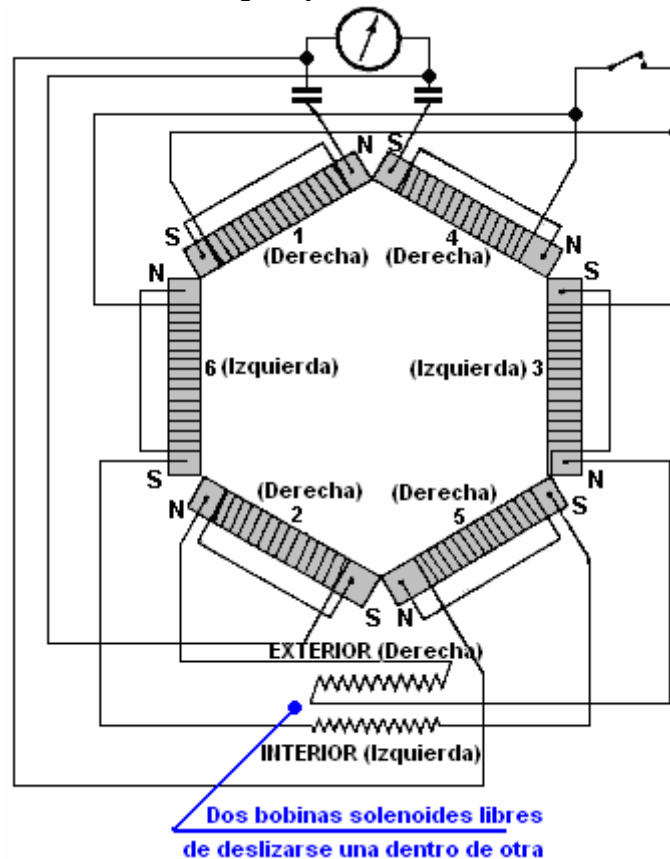 N
S
1
4
S
(Derecha)
(Derecha)
N
N
S
6 (Izquierda)
(Izquierda) 3
S
N
(Derecha)
(Derecha)
N
2
5
S
S
N
EXTERIOR (Derecha)
INTERIOR (Izquierda)
Dos bobinas solenoides libres
de deslizarse una dentro de otra